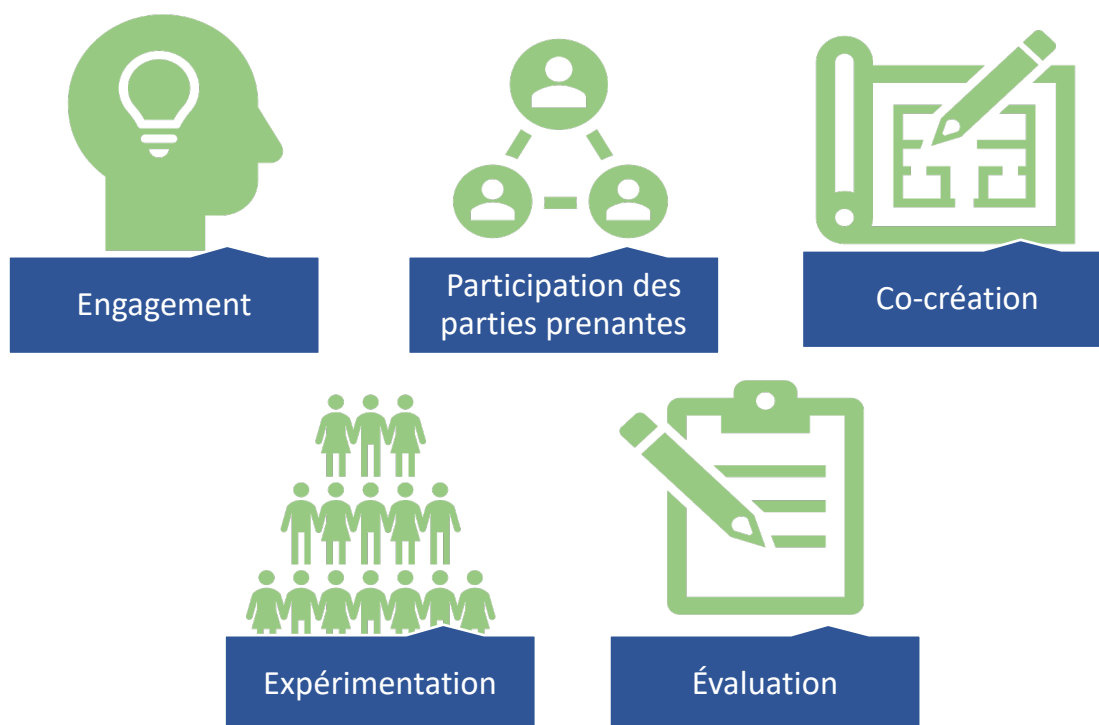 Engagement
Participation des
parties prenantes
Co-création
Expérimentation
Évaluation